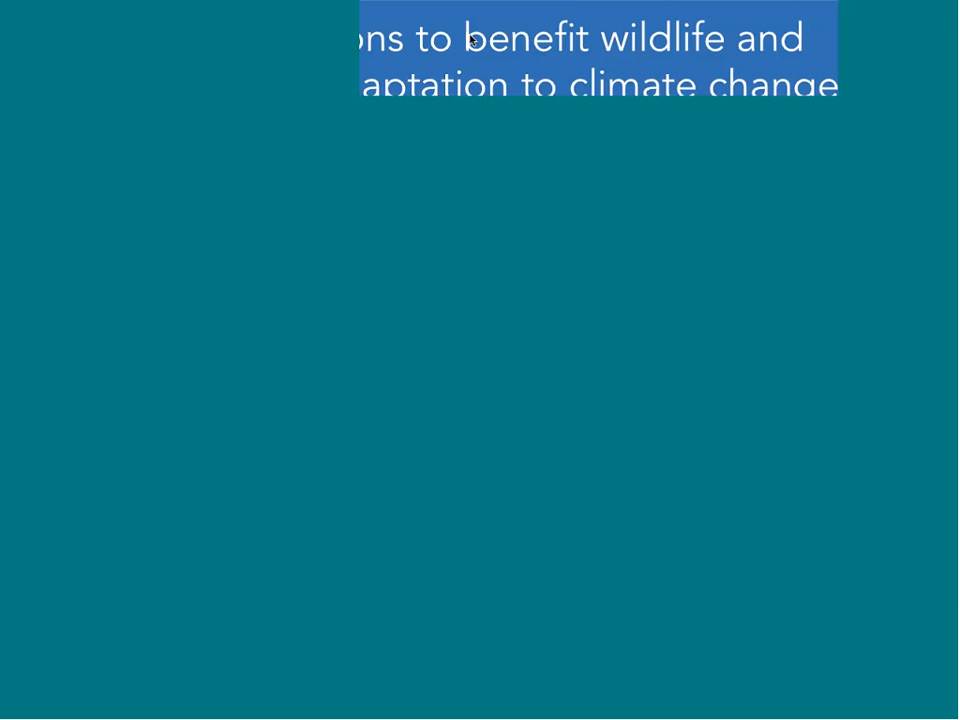 ons to benefit wildlife and
aptation to climate change